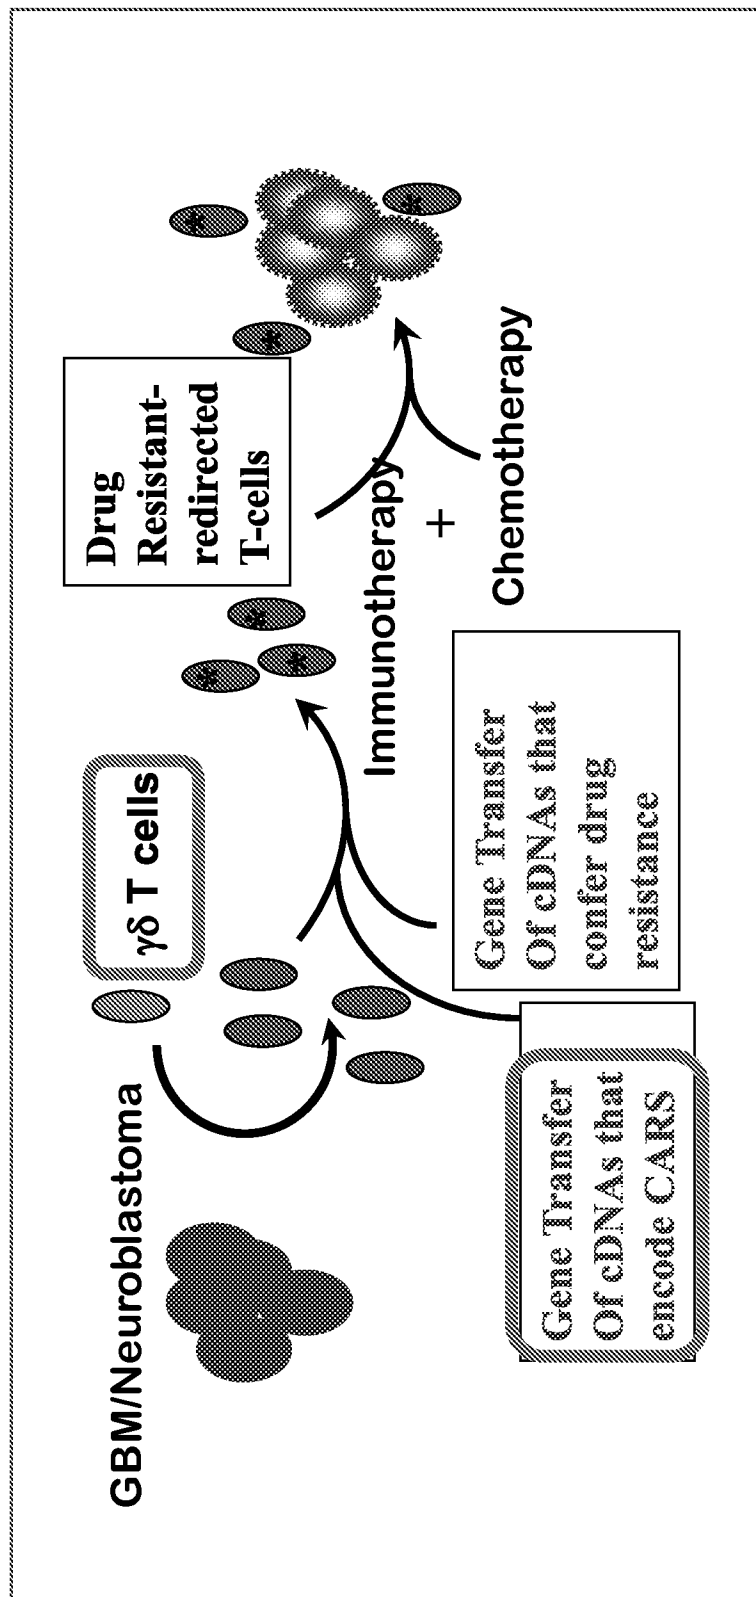 GBM/Neuroblastoma
γδ T cells
Drug
Resistant-
redirected
T-cells
Gene Transfer
Of cDNAs that
encode CARS
Gene Transfer
Of cDNAs that
confer drug
resistance
Immunotherapy
+
Chemotherapy